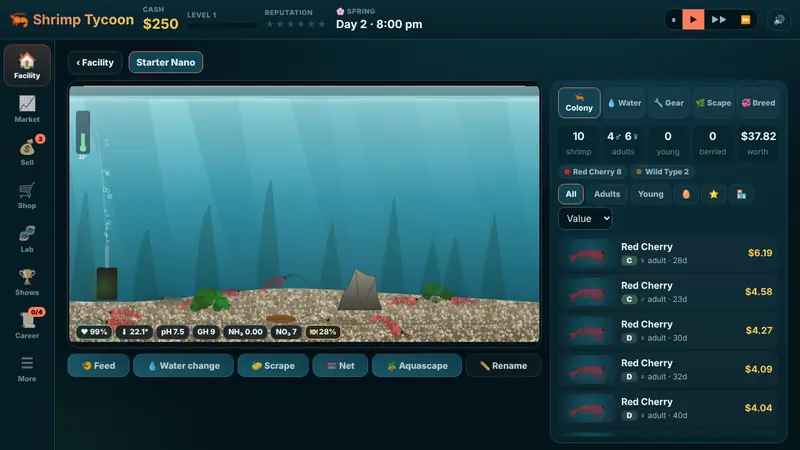 Shrimp Tycoon
CASH
$250
LEVEL 1
REPUTATION
★★★★★★
🌸 SPRING
Day 2 · 8:00 pm
Facility
Market
Sell
3
Shop
Lab
Shows
Career
0/4
More
‹ Facility
Starter Nano
22°
♥ 99%
22.1°
pH 7.5
GH 9
NH₃ 0.00
NO₃ 7
28%
Feed
Water change
Scrape
Net
Aquascape
Rename
Colony
Water
Gear
Scape
Breed
10
shrimp
4♂ 6♀
adults
0
young
0
berried
$37.82
worth
Red Cherry 8
Wild Type 2
All
Adults
Young
Value
Red Cherry
C ♀ adult · 28d
$6.19
Red Cherry
C ♂ adult · 23d
$4.58
Red Cherry
D ♀ adult · 30d
$4.27
Red Cherry
D ♀ adult · 32d
$4.09
Red Cherry
D ♀ adult · 40d
$4.04